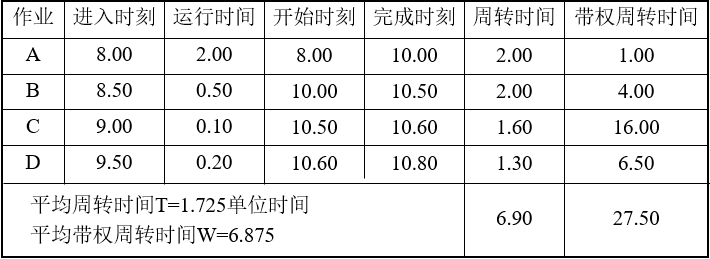 作业 进入时刻 运行时间 开始时刻 完成时刻 周转时间 带权周转时间
A 8.00 2.00 8.00 10.00 2.00 1.00
B 8.50 0.50 10.00 10.50 2.00 4.00
C 9.00 0.10 10.50 10.60 1.60 16.00
D 9.50 0.20 10.60 10.80 1.30 6.50
平均周转时间T=1.725单位时间
平均带权周转时间W=6.875
6.90 27.50